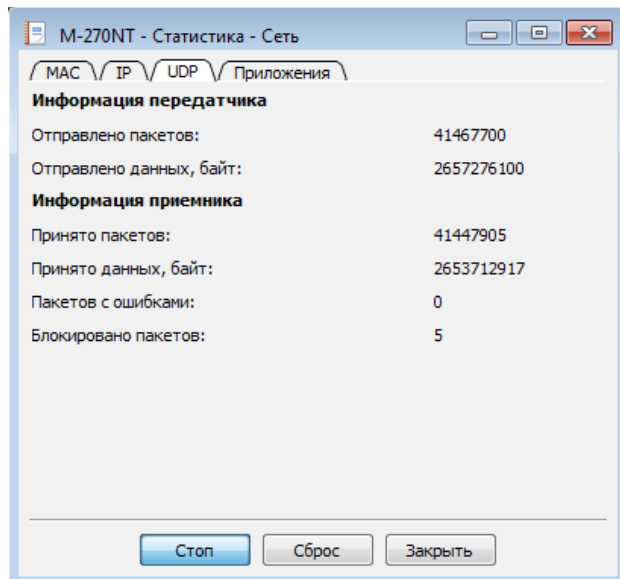 M-270NT - Статистика - Сеть
MAC IP UDP Приложения
Информация передатчика
Отправлено пакетов: 41467700
Отправлено данных, байт: 2657276100
Информация приемника
Принято пакетов: 41447905
Принято данных, байт: 2653712917
Пакетов с ошибками: 0
Блокировано пакетов: 5
Стоп Сброс Закрыть